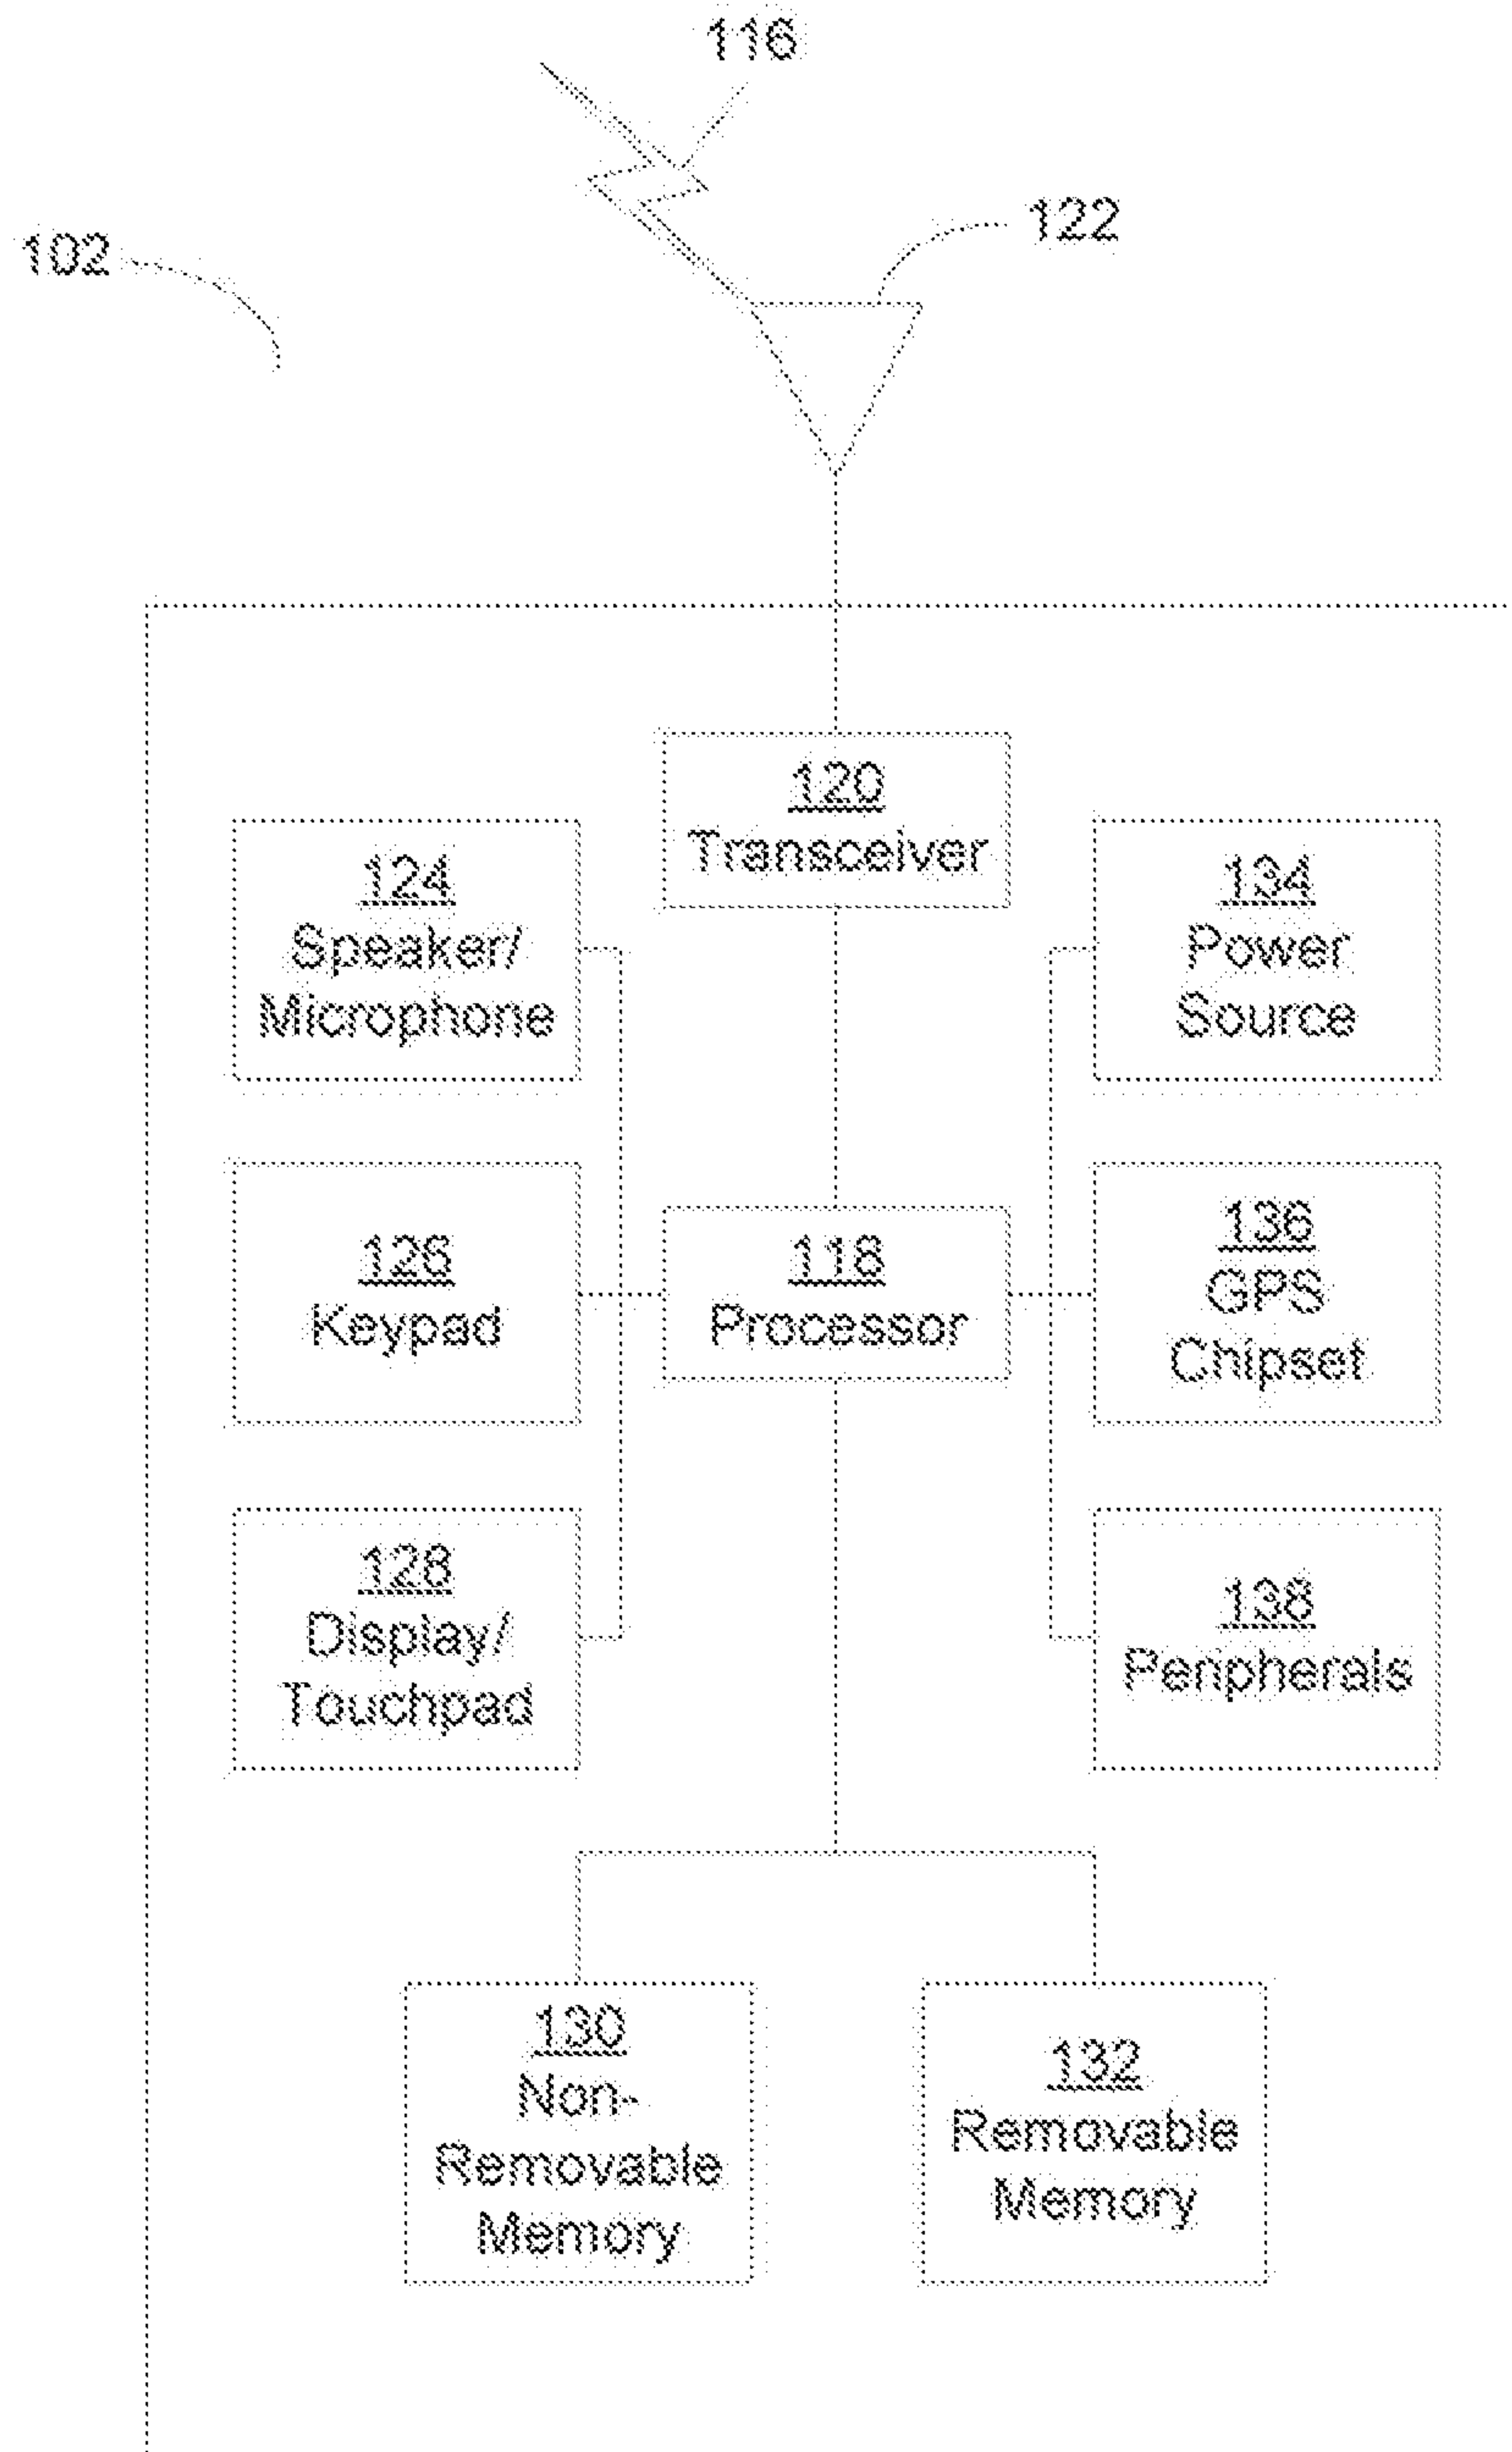 116
122
102
120
Transceiver
124
Speaker/
Microphone
134
Power
Source
126
Keypad
118
Processor
136
GPS
Chipset
128
Display/
Touchpad
138
Peripherals
130
Non-
Removable
Memory
132
Removable
Memory